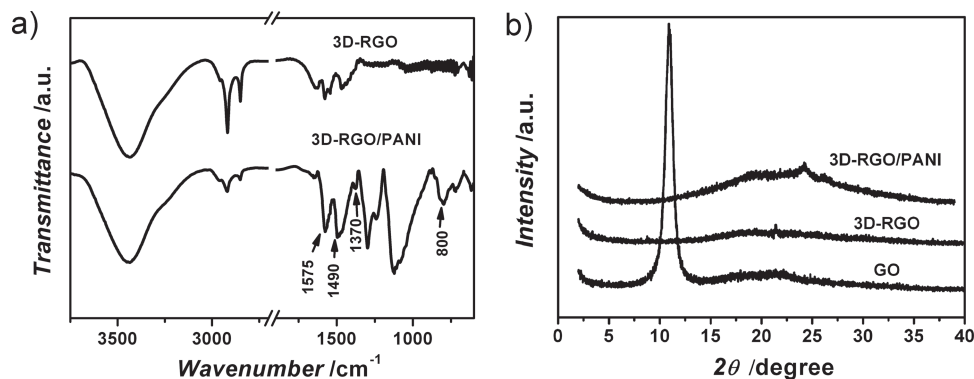 a)
Transmittance /a.u.
3D-RGO
3D-RGO/PANI
1575
1490
1370
800
3500 3000 1500 1000
Wavenumber /cm⁻¹
b)
Intensity /a.u.
3D-RGO/PANI
3D-RGO
GO
0 5 10 15 20 25 30 35 40
2θ /degree